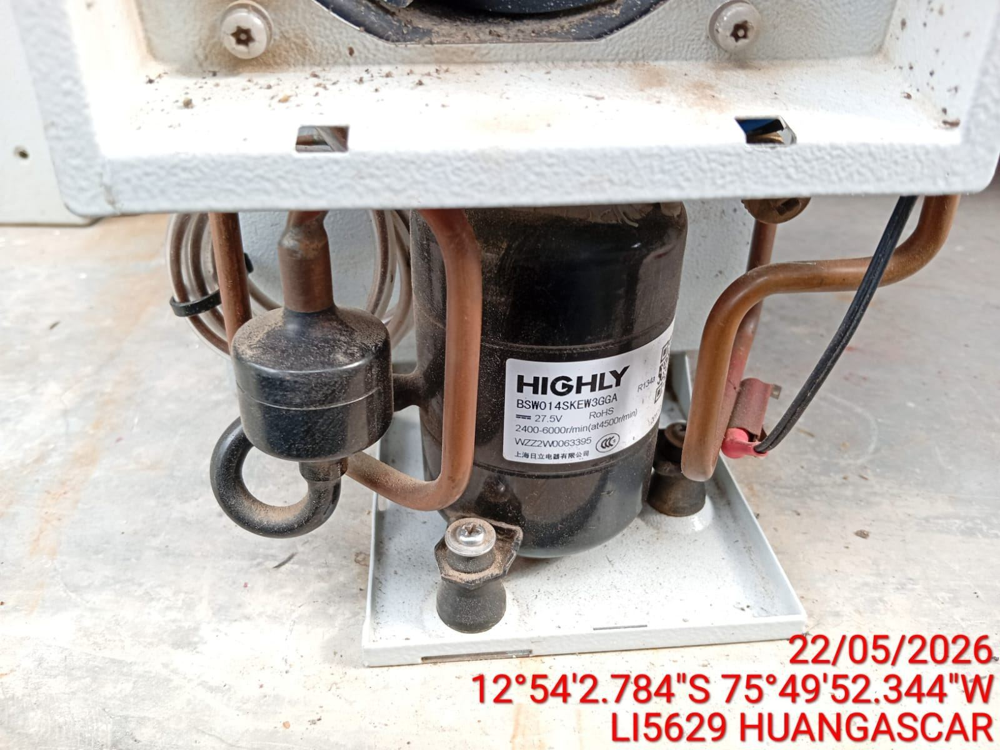 HIGHLY
BSW014SKEW3GGA
R134a
27.5V RoHS
2400-6000r/min(at4500r/min)
WZZ2W0063395
上海日立电器有限公司
22/05/2026
12°54'2.784"S 75°49'52.344"W
LI5629 HUANGASCAR